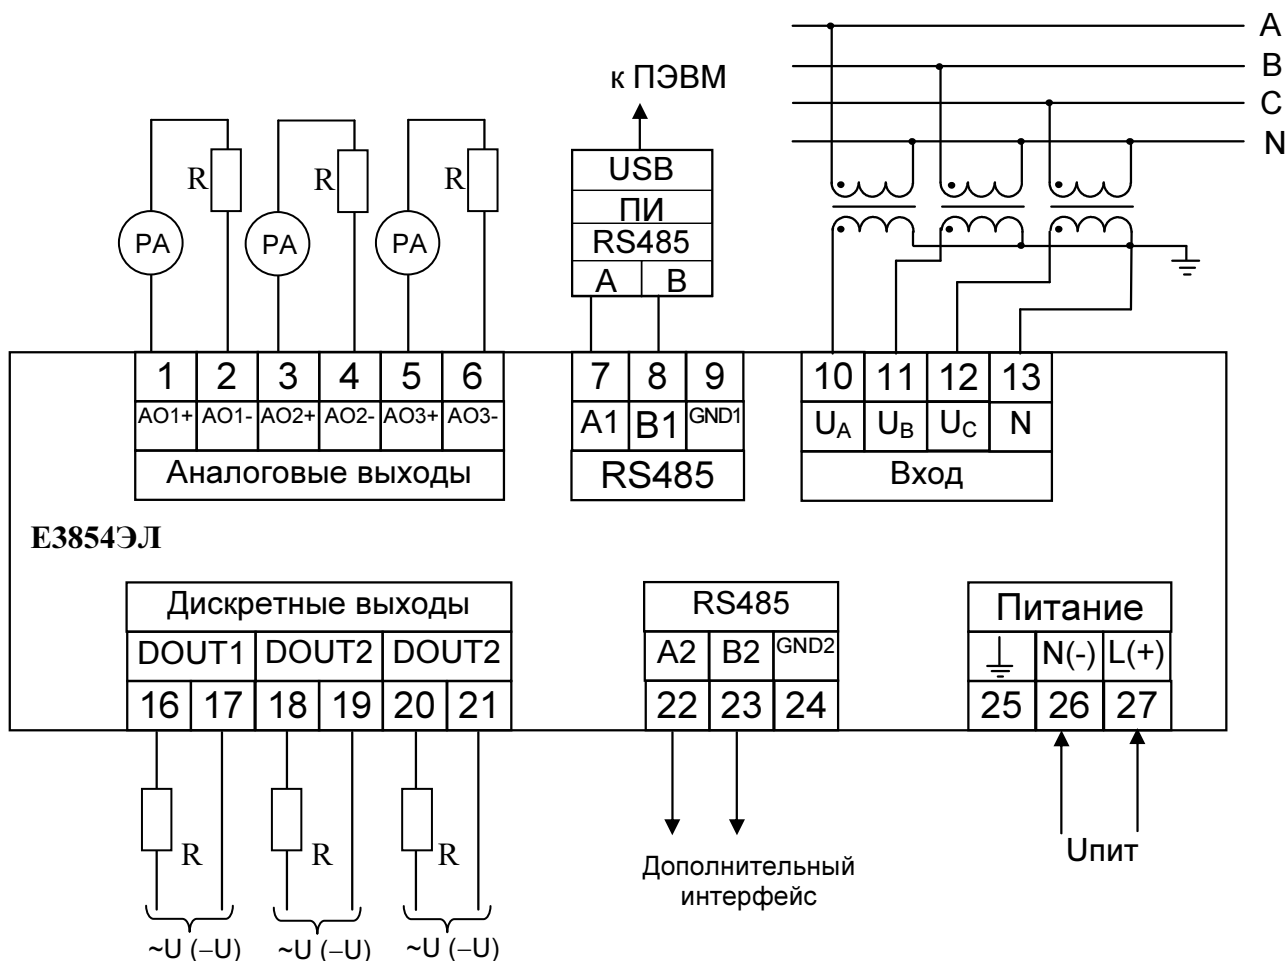 A
B
C
N
к ПЭВМ
USB
ПИ
RS485
A B
R R R
PA PA PA
1 2 3 4 5 6
AO1+ AO1- AO2+ AO2- AO3+ AO3-
Аналоговые выходы
7 8 9
A1 B1 GND1
RS485
10 11 12 13
UA UB UC N
Вход
Е3854ЭЛ
Дискретные выходы
DOUT1 DOUT2 DOUT2
16 17 18 19 20 21
RS485
A2 B2 GND2
22 23 24
Питание
N(-) L(+)
25 26 27
R R R
~U (–U) ~U (–U) ~U (–U)
Дополнительный
интерфейс
Uпит